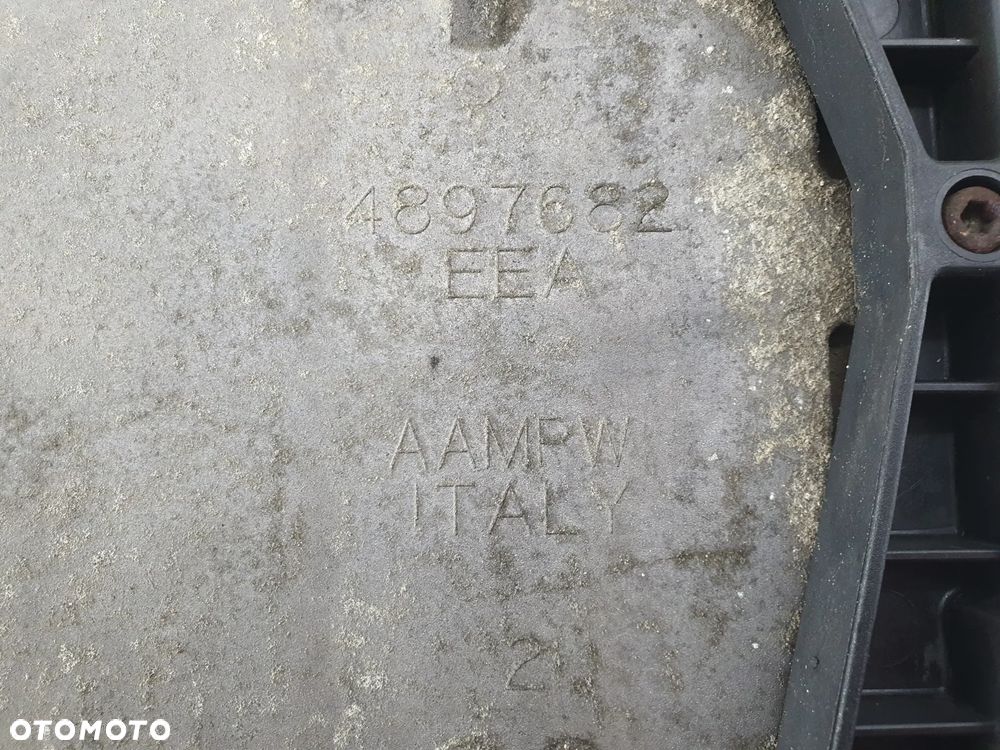 4897682
EEA
AAMPW
ITALY
2
OTOMOTO